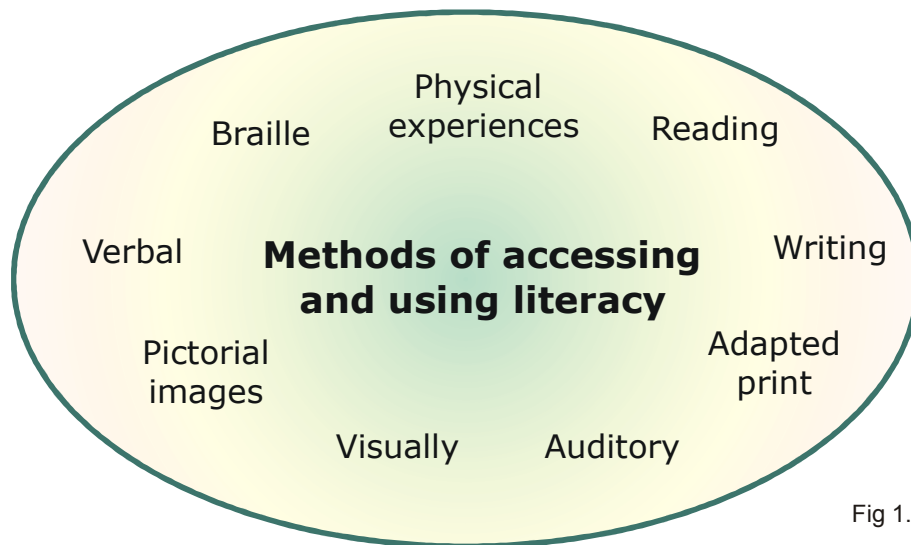 Physical
experiences
Braille
Reading
Verbal
Methods of accessing
and using literacy
Writing
Pictorial
images
Adapted
print
Visually
Auditory
Fig 1.